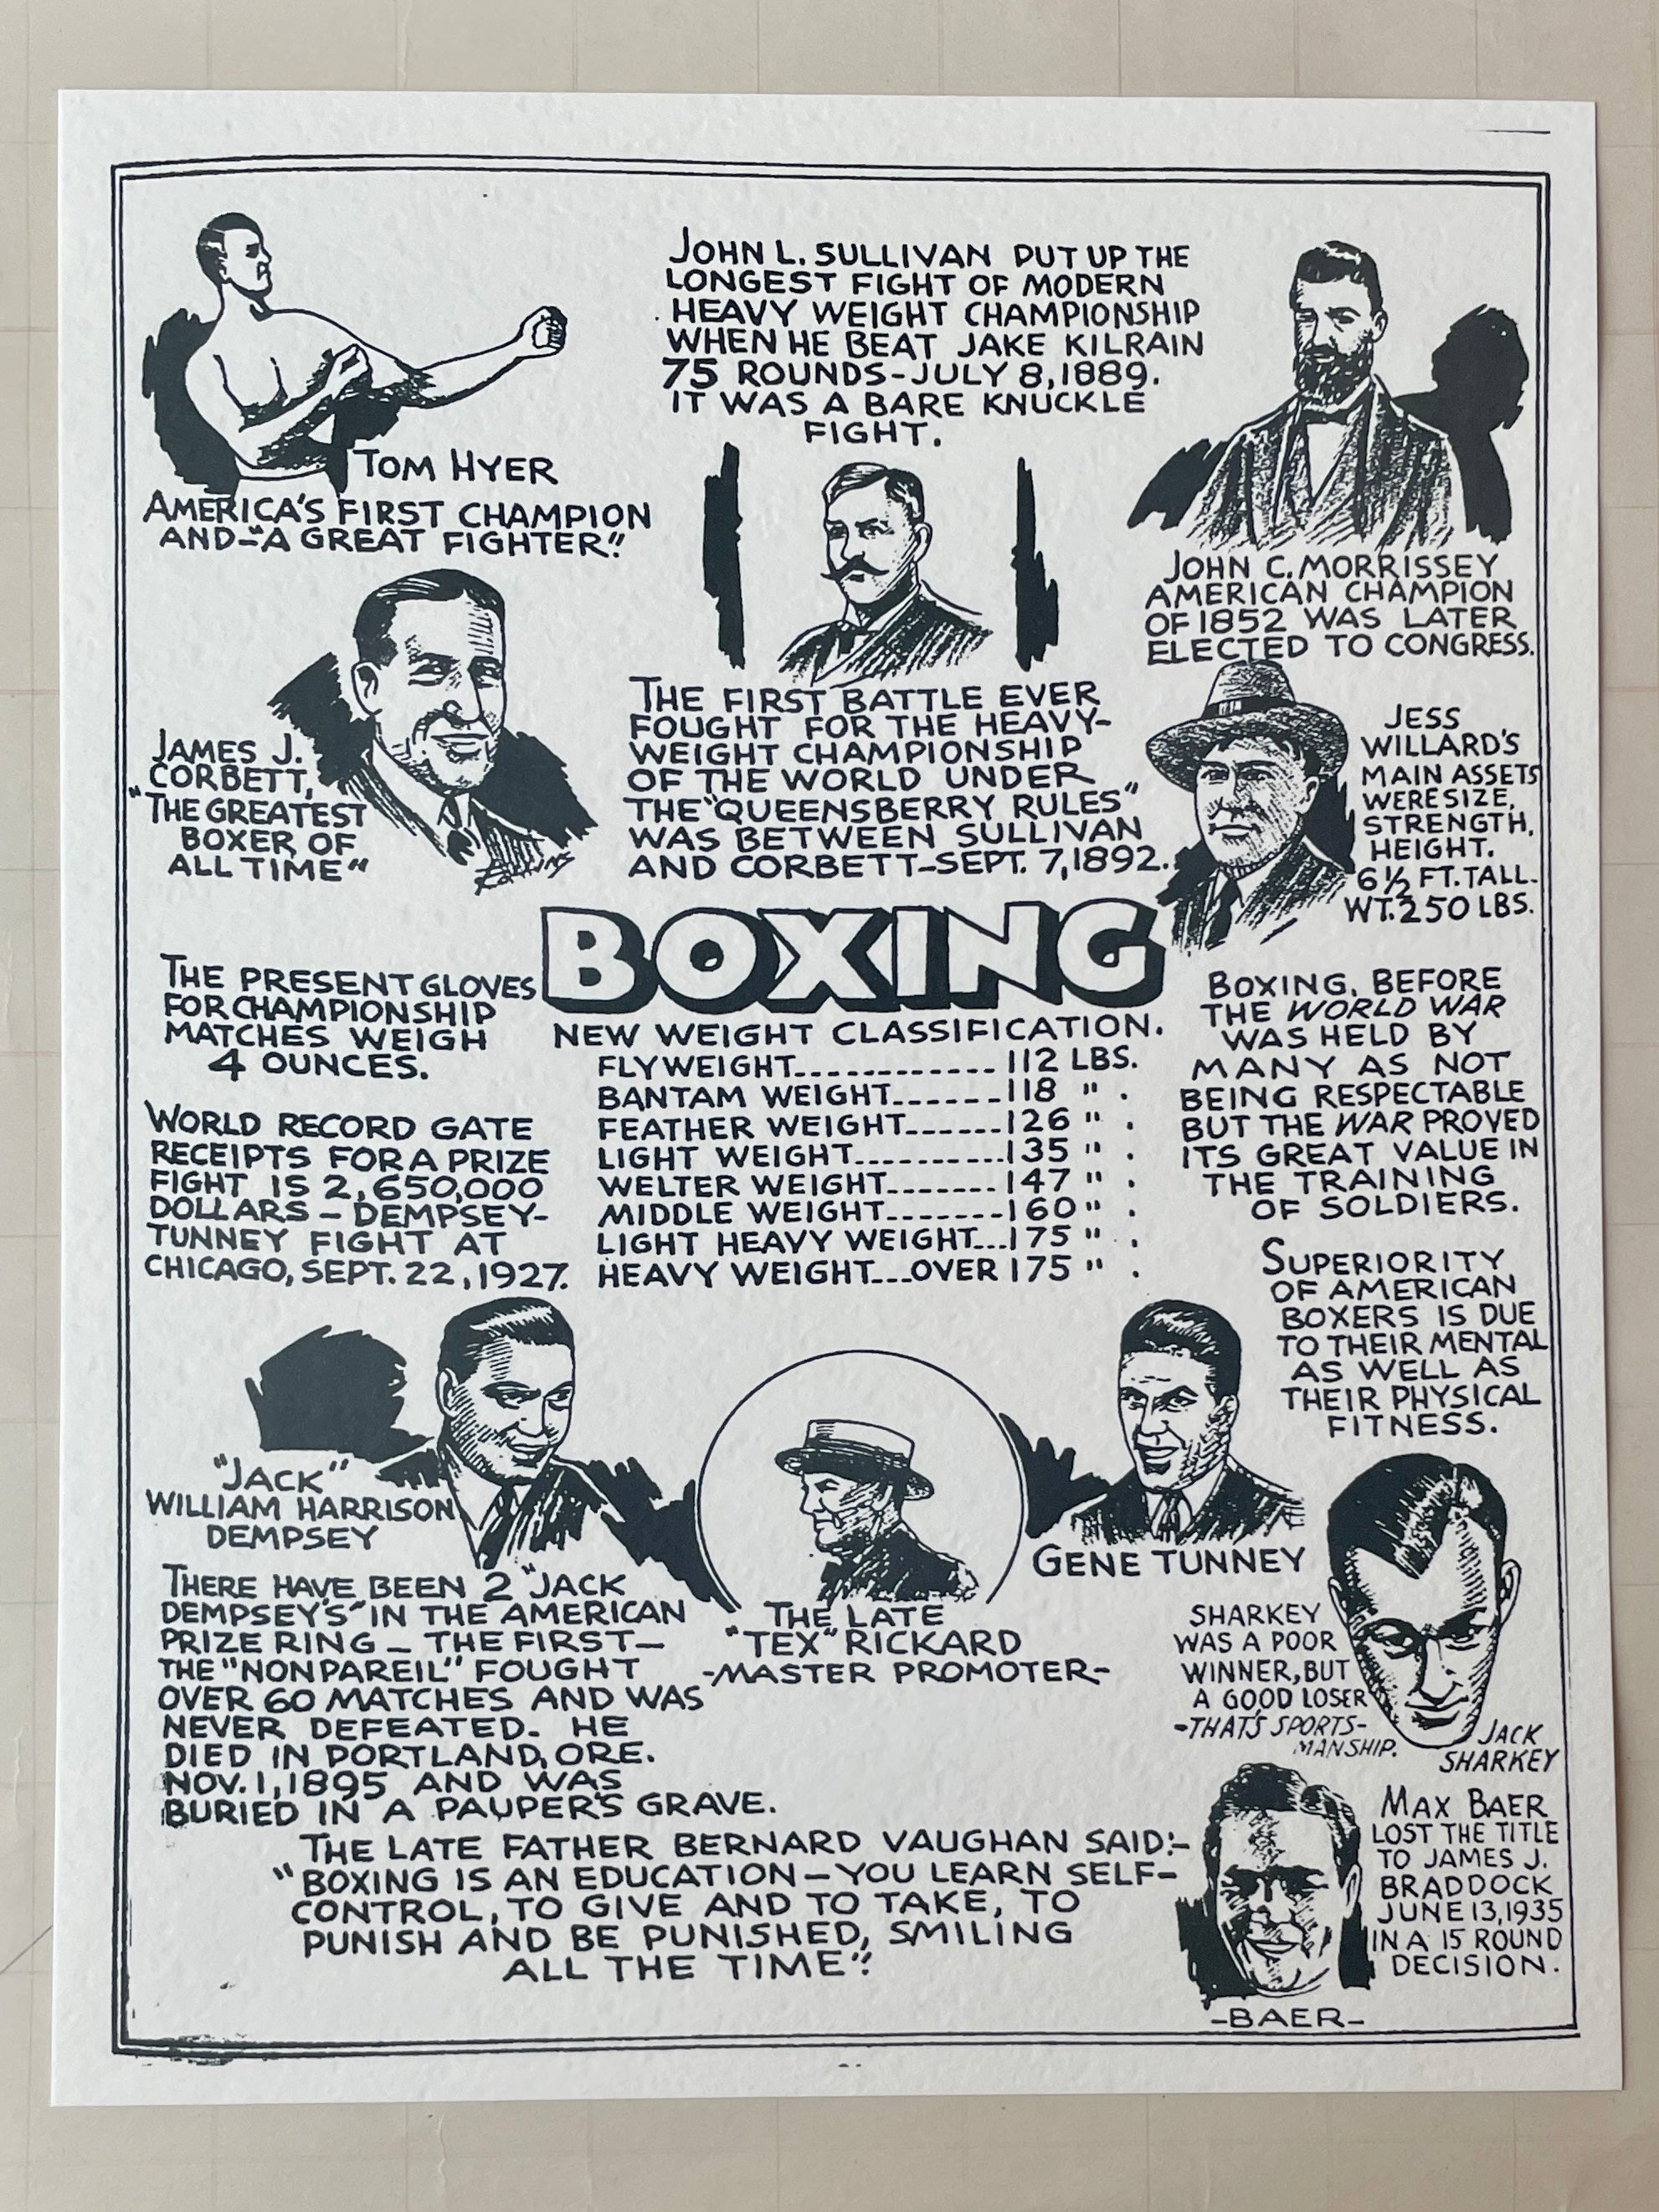 TOM HYER
AMERICA'S FIRST CHAMPION
AND-"A GREAT FIGHTER."
JOHN L. SULLIVAN PUT UP THE
LONGEST FIGHT OF MODERN
HEAVY WEIGHT CHAMPIONSHIP
WHEN HE BEAT JAKE KILRAIN
75 ROUNDS-JULY 8,1889.
IT WAS A BARE KNUCKLE
FIGHT.
JOHN C. MORRISSEY
AMERICAN CHAMPION
OF 1852 WAS LATER
ELECTED TO CONGRESS.
JAMES J.
CORBETT,
"THE GREATEST
BOXER OF
ALL TIME"
THE FIRST BATTLE EVER
FOUGHT FOR THE HEAVY-
WEIGHT CHAMPIONSHIP
OF THE WORLD UNDER
THE "QUEENSBERRY RULES"
WAS BETWEEN SULLIVAN
AND CORBETT-SEPT. 7,1892.
JESS
WILLARD'S
MAIN ASSETS
WERE SIZE,
STRENGTH,
HEIGHT.
6½ FT. TALL.
WT. 250 LBS.
BOXING
THE PRESENT GLOVES
FOR CHAMPIONSHIP
MATCHES WEIGH
4 OUNCES.
WORLD RECORD GATE
RECEIPTS FOR A PRIZE
FIGHT IS 2,650,000
DOLLARS - DEMPSEY-
TUNNEY FIGHT AT
CHICAGO, SEPT. 22,1927.
NEW WEIGHT CLASSIFICATION.
FLYWEIGHT............112 LBS.
BANTAM WEIGHT......118 " .
FEATHER WEIGHT......126 " .
LIGHT WEIGHT..........135 " .
WELTER WEIGHT.......147 " .
MIDDLE WEIGHT.......160 " .
LIGHT HEAVY WEIGHT...175 " .
HEAVY WEIGHT...OVER 175 " .
BOXING, BEFORE
THE WORLD WAR
WAS HELD BY
MANY AS NOT
BEING RESPECTABLE
BUT THE WAR PROVED
ITS GREAT VALUE IN
THE TRAINING
OF SOLDIERS.
SUPERIORITY
OF AMERICAN
BOXERS IS DUE
TO THEIR MENTAL
AS WELL AS
THEIR PHYSICAL
FITNESS.
"JACK"
WILLIAM HARRISON
DEMPSEY
THERE HAVE BEEN 2 "JACK
DEMPSEY'S" IN THE AMERICAN
PRIZE RING - THE FIRST-
THE "NONPAREIL" FOUGHT
OVER 60 MATCHES AND WAS
NEVER DEFEATED. HE
DIED IN PORTLAND, ORE.
NOV. 1,1895 AND WAS
BURIED IN A PAUPER'S GRAVE.
THE LATE
"TEX" RICKARD
-MASTER PROMOTER-
GENE TUNNEY
SHARKEY
WAS A POOR
WINNER, BUT
A GOOD LOSER
-THAT'S SPORTS-
MANSHIP.
JACK
SHARKEY
THE LATE FATHER BERNARD VAUGHAN SAID:-
"BOXING IS AN EDUCATION-YOU LEARN SELF-
CONTROL, TO GIVE AND TO TAKE, TO
PUNISH AND BE PUNISHED, SMILING
ALL THE TIME".
MAX BAER
LOST THE TITLE
TO JAMES J.
BRADDOCK
JUNE 13,1935
IN A 15 ROUND
DECISION.
-BAER-